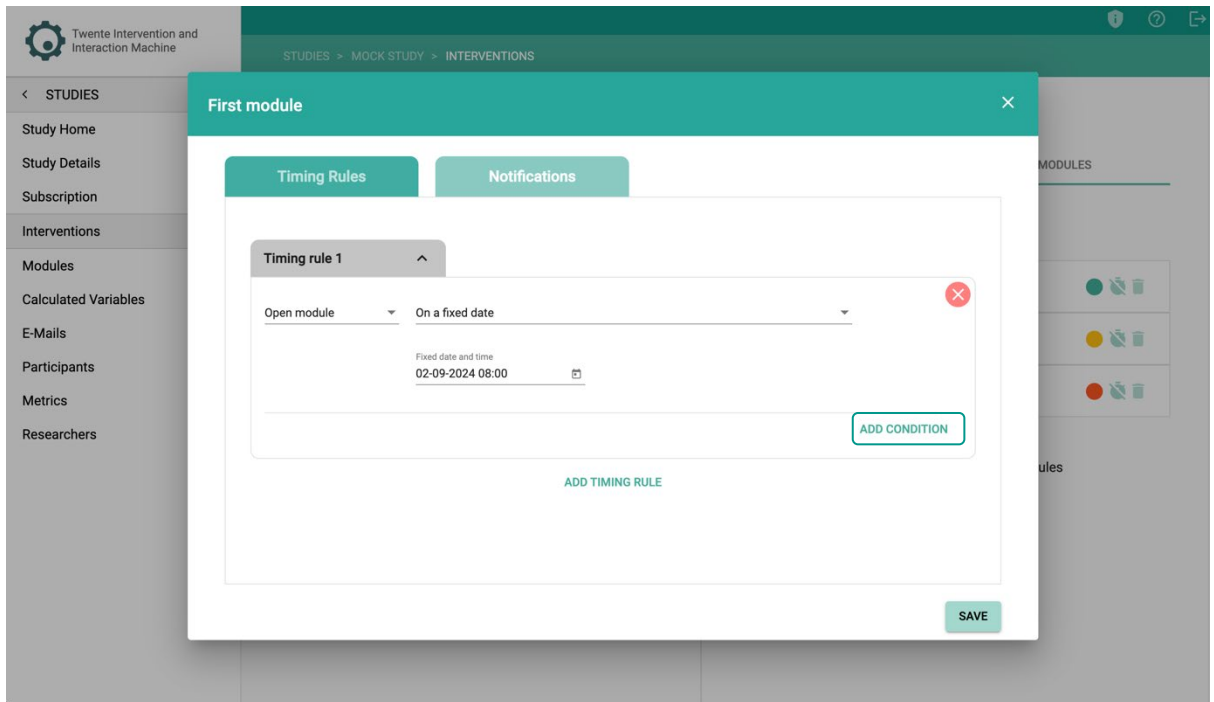 Twente Intervention and
Interaction Machine
STUDIES > MOCK STUDY > INTERVENTIONS
< STUDIES
Study Home
Study Details
Subscription
Interventions
Modules
Calculated Variables
E-Mails
Participants
Metrics
Researchers
First module
Timing Rules
Notifications
Timing rule 1
Open module
On a fixed date
Fixed date and time
02-09-2024 08:00
ADD CONDITION
ADD TIMING RULE
SAVE
MODULES
ules